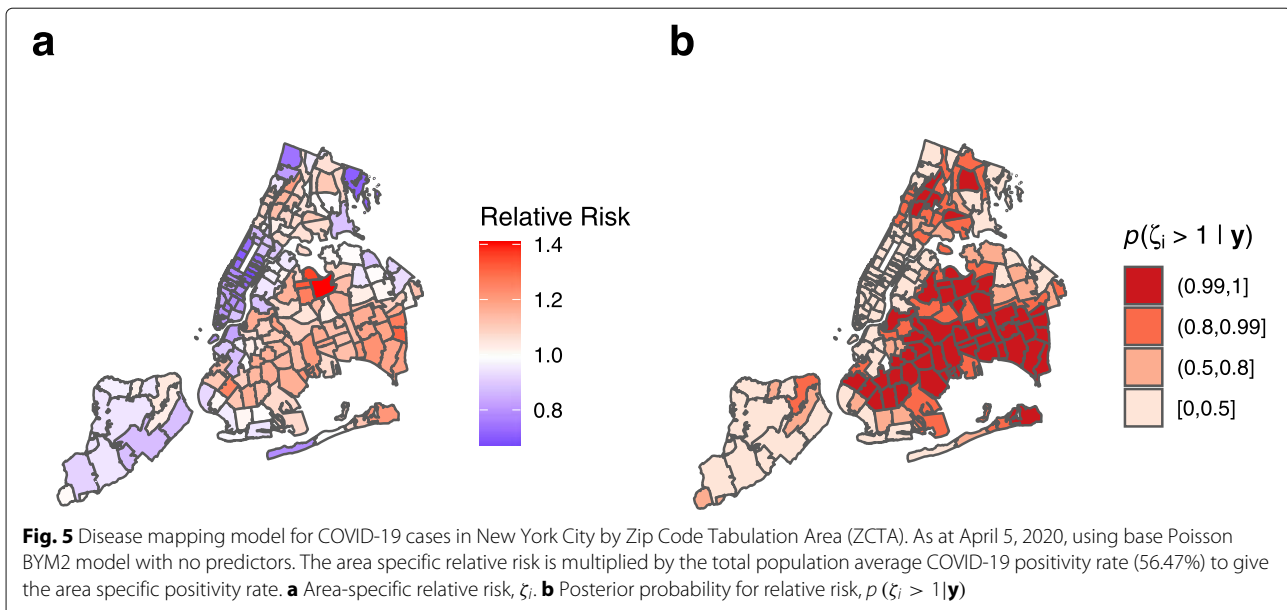 a
b
Relative Risk
1.4
1.2
1.0
0.8
p(ζi > 1 | y)
(0.99,1]
(0.8,0.99]
(0.5,0.8]
[0,0.5]
Fig. 5 Disease mapping model for COVID-19 cases in New York City by Zip Code Tabulation Area (ZCTA). As at April 5, 2020, using base Poisson
BYM2 model with no predictors. The area specific relative risk is multiplied by the total population average COVID-19 positivity rate (56.47%) to give
the area specific positivity rate. a Area-specific relative risk, ζi. b Posterior probability for relative risk, p (ζi > 1|y)